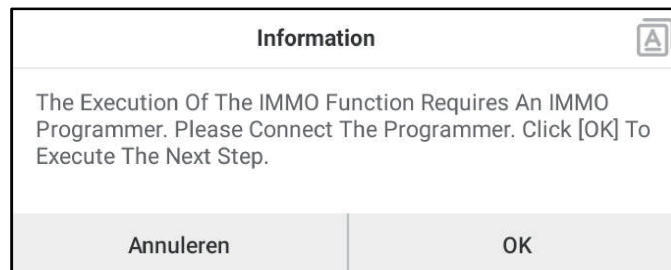 Information
A
The Execution Of The IMMO Function Requires An IMMO
Programmer. Please Connect The Programmer. Click [OK] To
Execute The Next Step.
Annuleren
OK